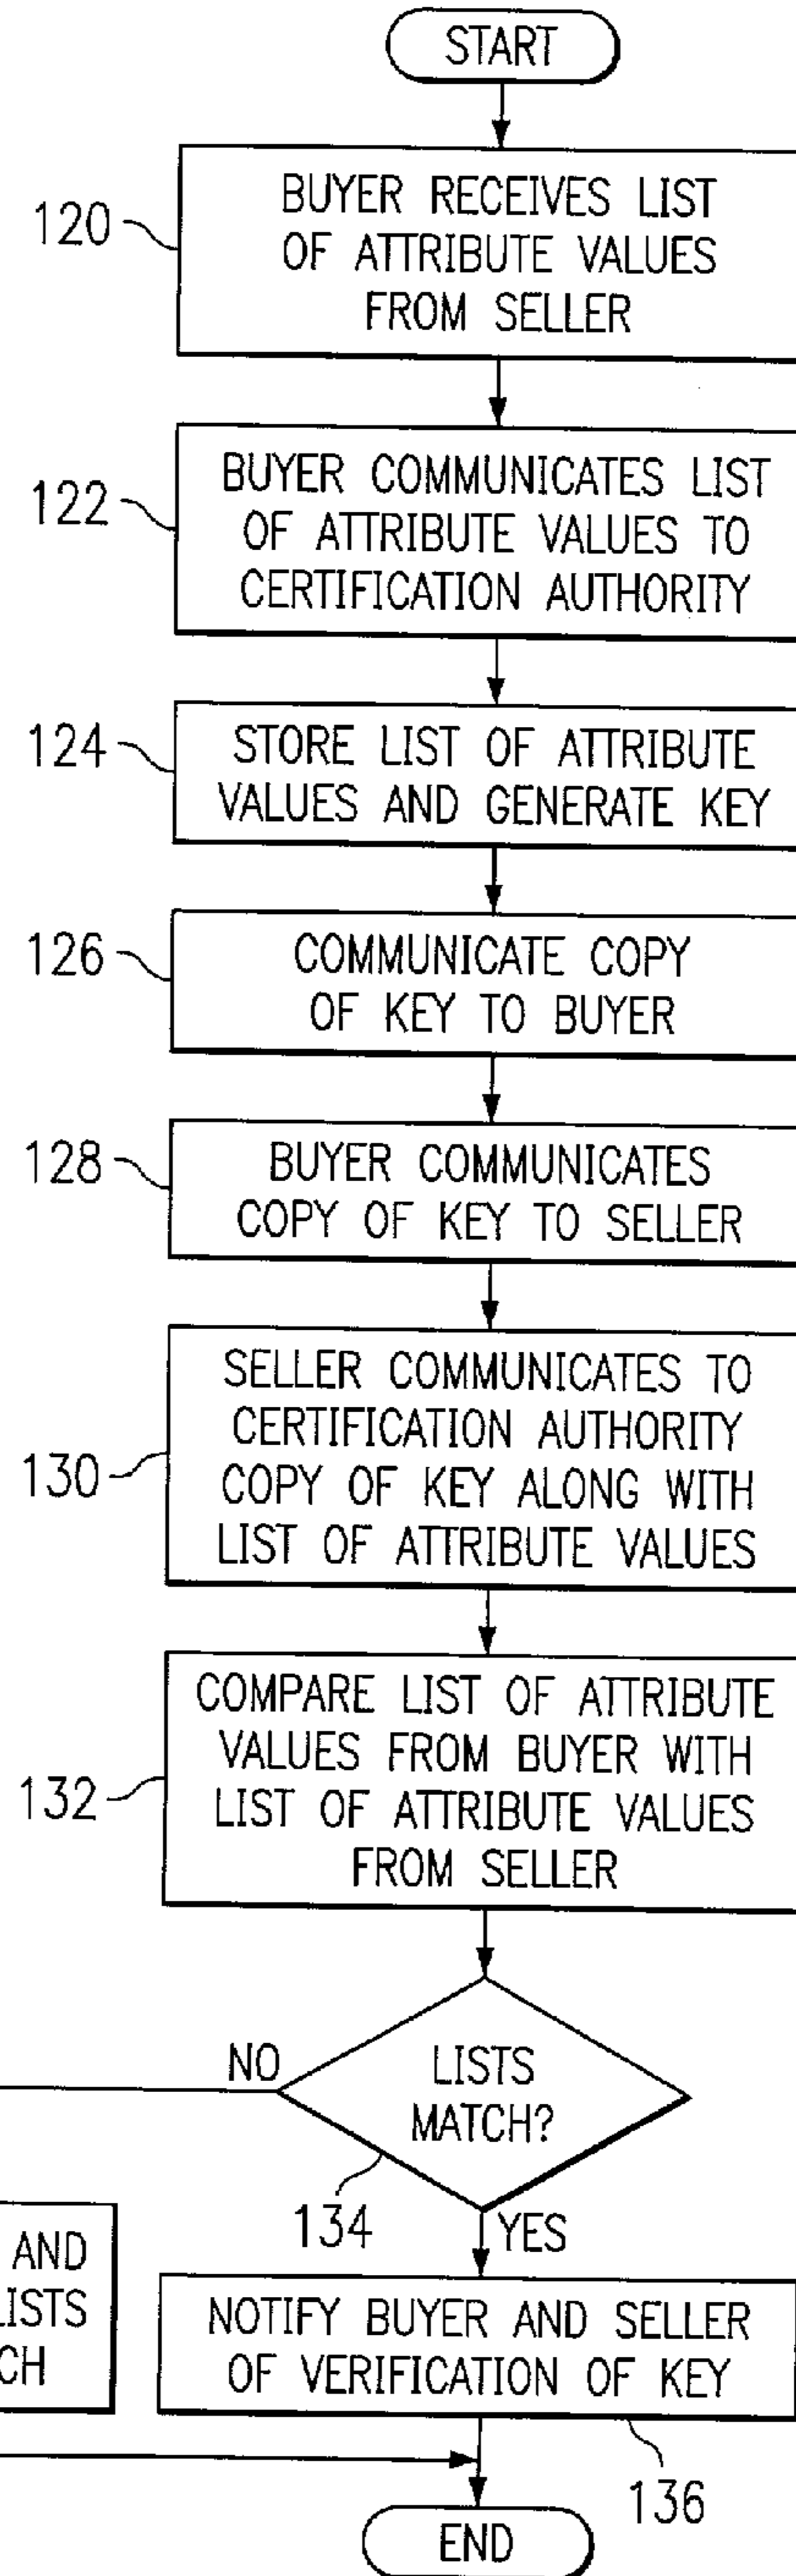 START
120
BUYER RECEIVES LIST
OF ATTRIBUTE VALUES
FROM SELLER
122
BUYER COMMUNICATES LIST
OF ATTRIBUTE VALUES TO
CERTIFICATION AUTHORITY
124
STORE LIST OF ATTRIBUTE
VALUES AND GENERATE KEY
126
COMMUNICATE COPY
OF KEY TO BUYER
128
BUYER COMMUNICATES
COPY OF KEY TO SELLER
130
SELLER COMMUNICATES TO
CERTIFICATION AUTHORITY
COPY OF KEY ALONG WITH
LIST OF ATTRIBUTE VALUES
132
COMPARE LIST OF ATTRIBUTE
VALUES FROM BUYER WITH
LIST OF ATTRIBUTE VALUES
FROM SELLER
NO
LISTS
MATCH?
134
YES
AND
LISTS
CH
NOTIFY BUYER AND SELLER
OF VERIFICATION OF KEY
136
END